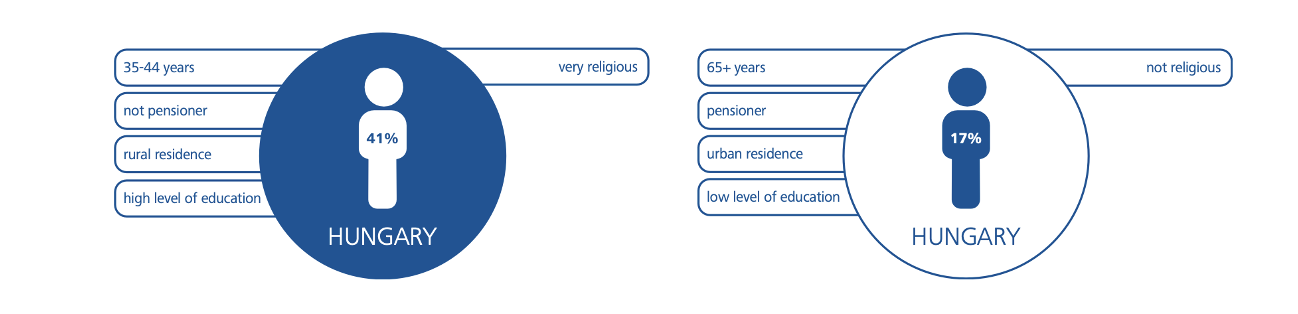 35-44 years
very religious
not pensioner
rural residence
high level of education
41%
HUNGARY
65+ years
not religious
pensioner
urban residence
low level of education
17%
HUNGARY